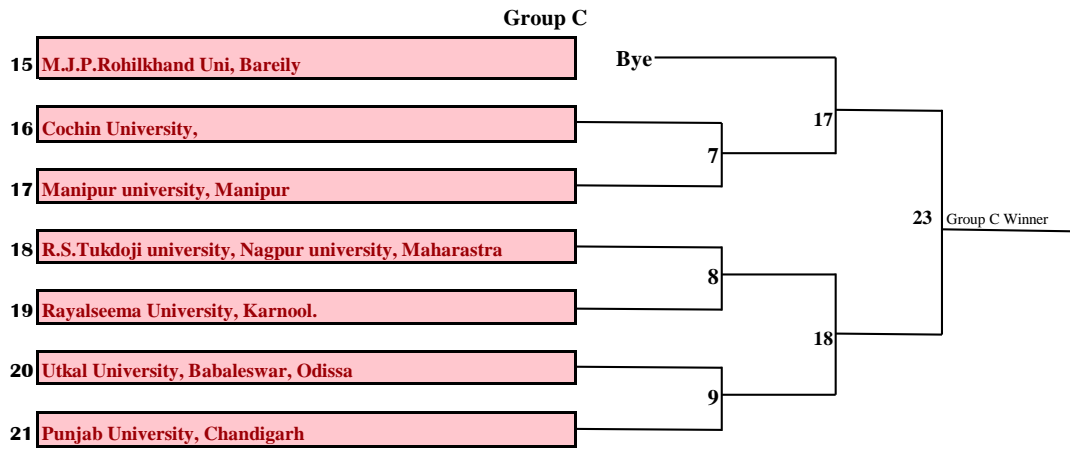 Group C
15 M.J.P.Rohilkhand Uni, Bareily
Bye
16 Cochin University,
17
7
17 Manipur university, Manipur
23 Group C Winner
18 R.S.Tukdoji university, Nagpur university, Maharastra
8
19 Rayalseema University, Karnool.
18
20 Utkal University, Babaleswar, Odissa
9
21 Punjab University, Chandigarh